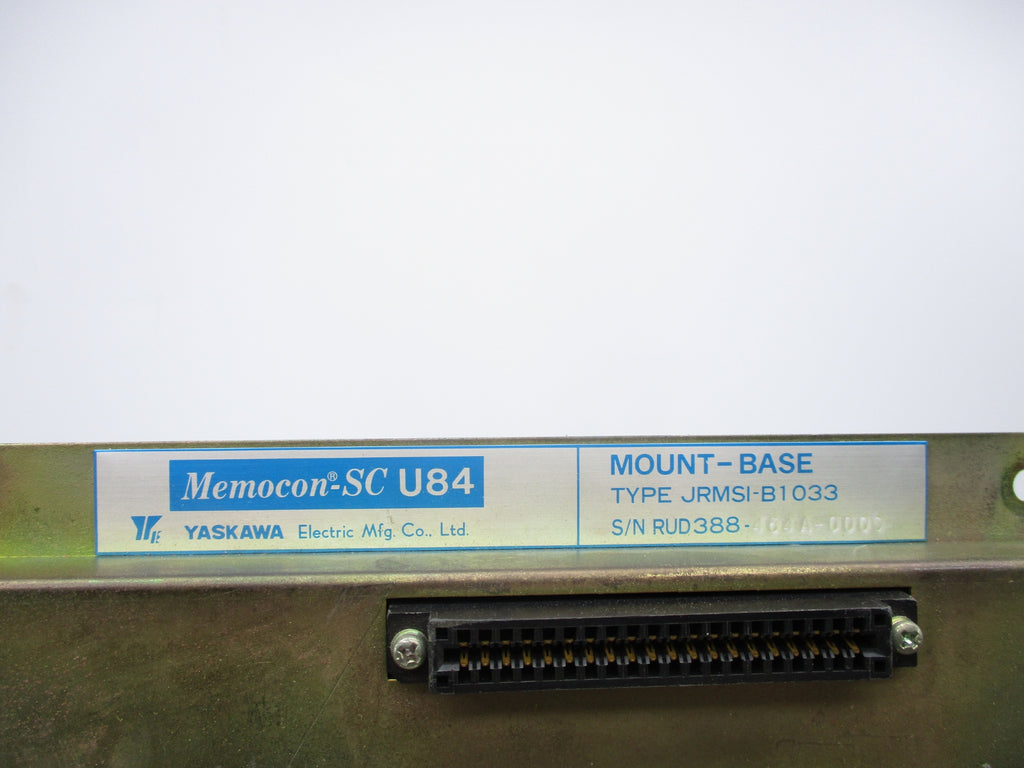 Memocon®-SC U84
YASKAWA Electric Mfg. Co., Ltd.
MOUNT-BASE
TYPE JRMSI-B1033
S/N RUD388-